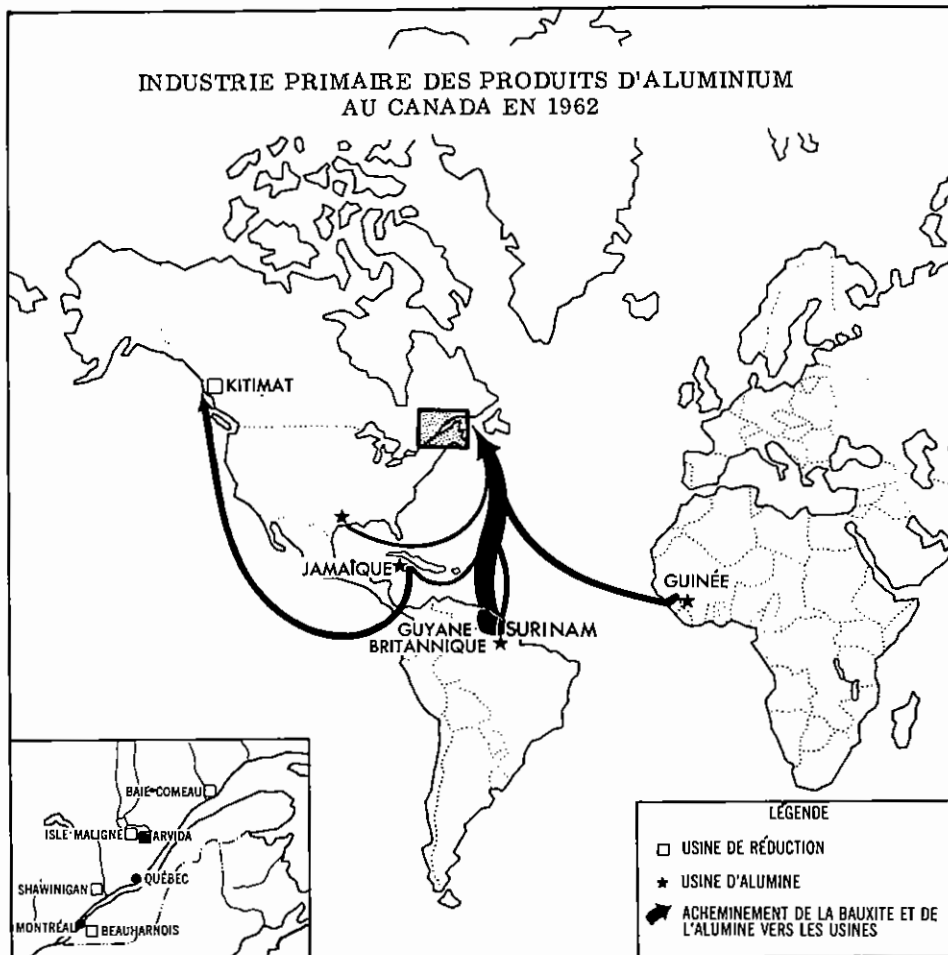 INDUSTRIE PRIMAIRE DES PRODUITS D'ALUMINIUM
AU CANADA EN 1962
KITIMAT
JAMAÏQUE
GUINÉE
GUYANE
BRITANNIQUE
SURINAM
BAIE-COMEAU
ISLE-MALIGNE
ARVIDA
QUÉBEC
SHAWINIGAN
MONTRÉAL
BEAUHARNOIS
LÉGENDE
USINE DE RÉDUCTION
USINE D'ALUMINE
ACHEMINEMENT DE LA BAUXITE ET DE
L'ALUMINE VERS LES USINES